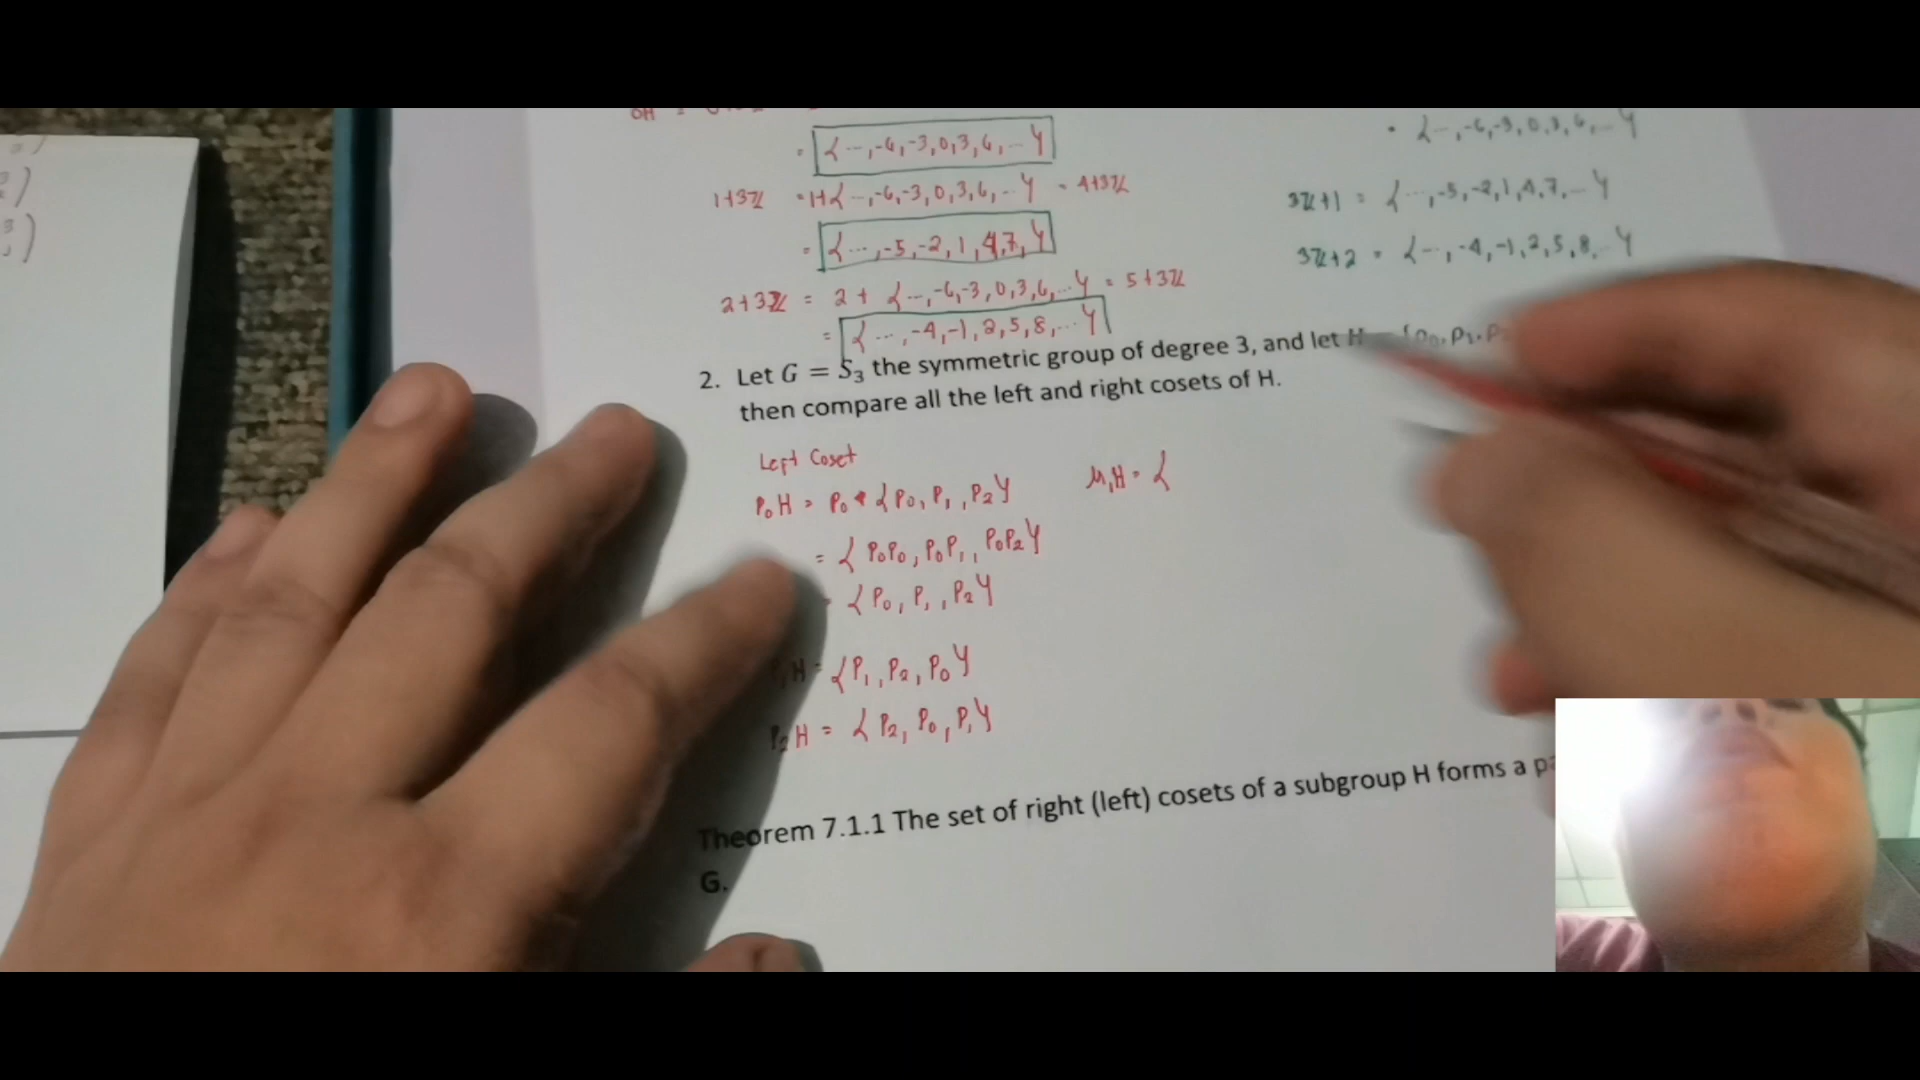 = {..., -6, -3, 0, 3, 6, ...}
1+3ℤ = 1+{..., -6, -3, 0, 3, 6, ...} = 4+3ℤ
= {..., -5, -2, 1, 4, 7, ...}
2+3ℤ = 2 + {..., -6, -3, 0, 3, 6, ...} = 5+3ℤ
= {..., -4, -1, 2, 5, 8, ...}
= {..., -6, -3, 0, 3, 6, ...}
3ℤ+1 = {..., -5, -2, 1, 4, 7, ...}
3ℤ+2 = {..., -4, -1, 2, 5, 8, ...}
2. Let G = S₃ the symmetric group of degree 3, and let H = {ρ₀, ρ₁, ρ
then compare all the left and right cosets of H.
Left Coset
ρ₀H = ρ₀ * {ρ₀, ρ₁, ρ₂}
= {ρ₀ρ₀, ρ₀ρ₁, ρ₀ρ₂}
= {ρ₀, ρ₁, ρ₂}
H = {ρ₁, ρ₂, ρ₀}
ρ₂H = {ρ₂, ρ₀, ρ₁}
μ₁H = {
Theorem 7.1.1 The set of right (left) cosets of a subgroup H forms a pa
G.